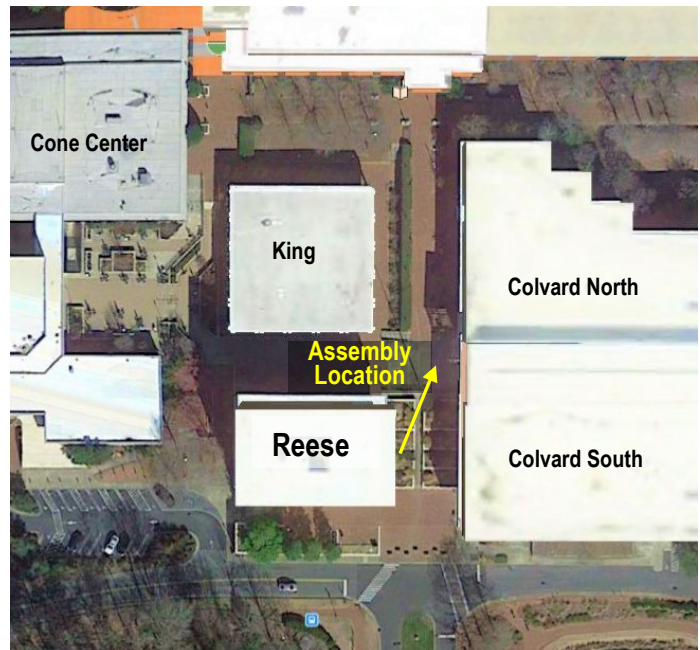 Cone Center
King
Colvard North
Assembly
Location
Reese
Colvard South